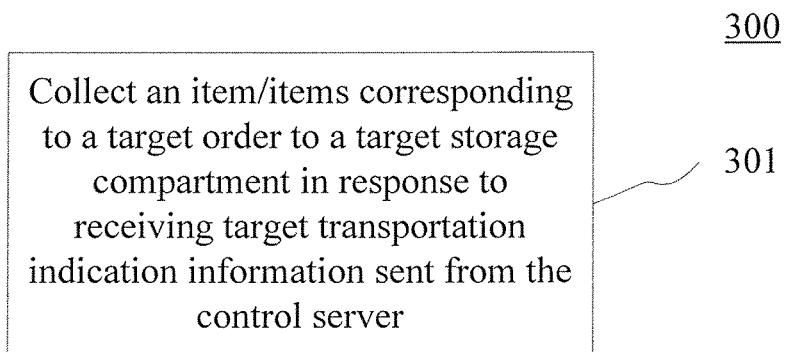 300
Collect an item/items corresponding
to a target order to a target storage
compartment in response to
receiving target transportation
indication information sent from the
control server
301